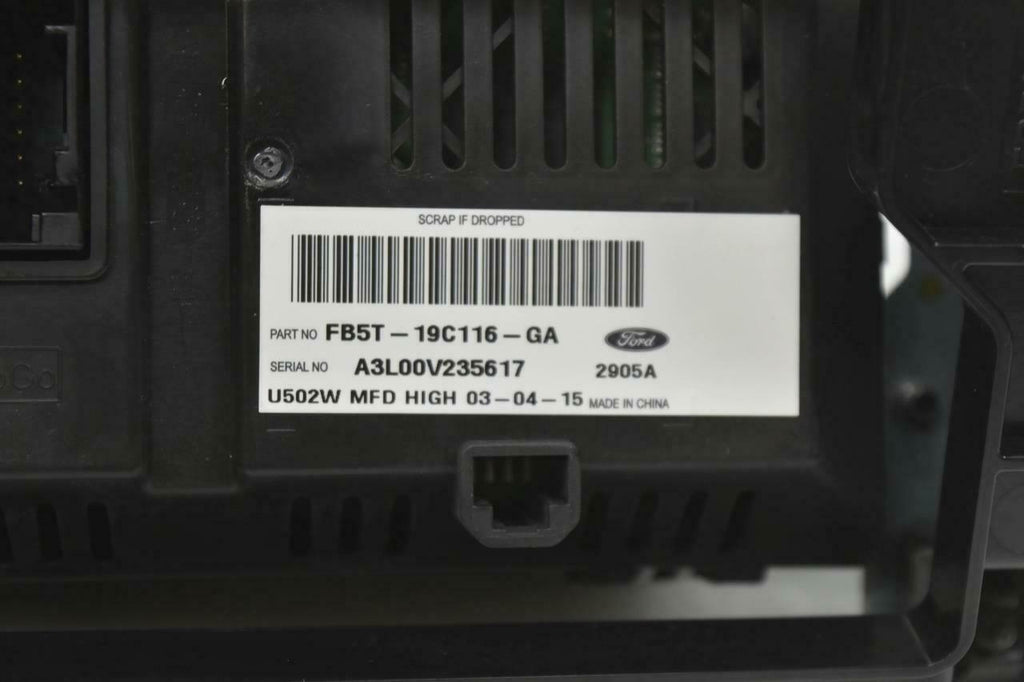 SCRAP IF DROPPED
PART NO FB5T - 19C116 - GA Ford
SERIAL NO A3L00V235617 2905A
U502W MFD HIGH 03-04-15 MADE IN CHINA